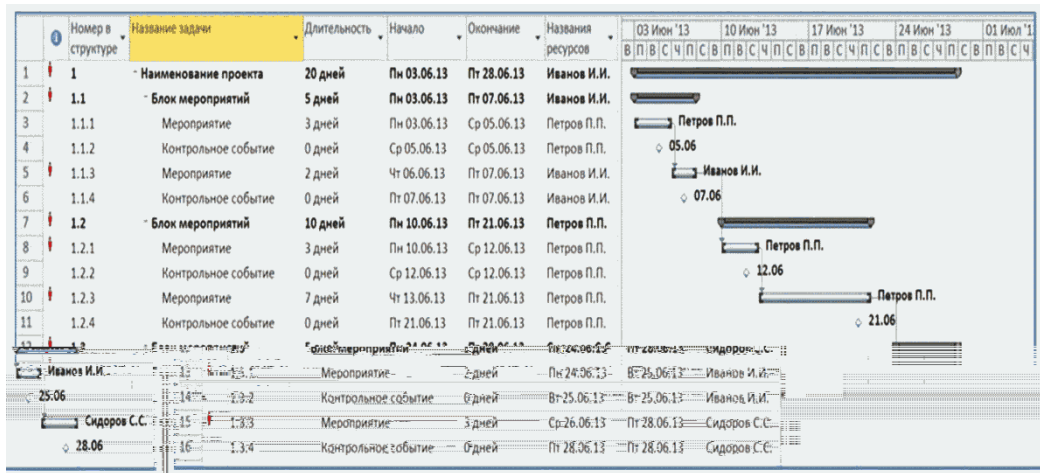 Номер в структуре Название задачи Длительность Начало Окончание Названия ресурсов 03 Июн '13 10 Июн '13 17 Июн '13 24 Июн '13 01 Июл '1
В П В С Ч П С В П В С Ч П С В П В С Ч П С В П В С Ч П С В П В С Ч
1 1 Наименование проекта 20 дней Пн 03.06.13 Пт 28.06.13 Иванов И.И.
2 1.1 Блок мероприятий 5 дней Пн 03.06.13 Пт 07.06.13 Иванов И.И.
3 1.1.1 Мероприятие 3 дней Пн 03.06.13 Ср 05.06.13 Петров П.П. Петров П.П.
4 1.1.2 Контрольное событие 0 дней Ср 05.06.13 Ср 05.06.13 Петров П.П. 05.06
5 1.1.3 Мероприятие 2 дней Чт 06.06.13 Пт 07.06.13 Иванов И.И. Иванов И.И.
6 1.1.4 Контрольное событие 0 дней Пт 07.06.13 Пт 07.06.13 Иванов И.И. 07.06
7 1.2 Блок мероприятий 10 дней Пн 10.06.13 Пт 21.06.13 Петров П.П.
8 1.2.1 Мероприятие 3 дней Пн 10.06.13 Ср 12.06.13 Петров П.П. Петров П.П.
9 1.2.2 Контрольное событие 0 дней Ср 12.06.13 Ср 12.06.13 Петров П.П. 12.06
10 1.2.3 Мероприятие 7 дней Чт 13.06.13 Пт 21.06.13 Петров П.П. Петров П.П.
11 1.2.4 Контрольное событие 0 дней Пт 21.06.13 Пт 21.06.13 Петров П.П. 21.06
Сидоров С.С.
Иванов И.И. 13 1.3.1 Мероприятие 2 дней Пн 24.06.13 Вт 25.06.13 Иванов И.И.
25.06 14 1.3.2 Контрольное событие 0 дней Вт 25.06.13 Вт 25.06.13 Иванов И.И.
Сидоров С.С. 15 1.3.3 Мероприятие 3 дней Ср 26.06.13 Пт 28.06.13 Сидоров С.С.
28.06 16 1.3.4 Контрольное событие 0 дней Пт 28.06.13 Пт 28.06.13 Сидоров С.С.